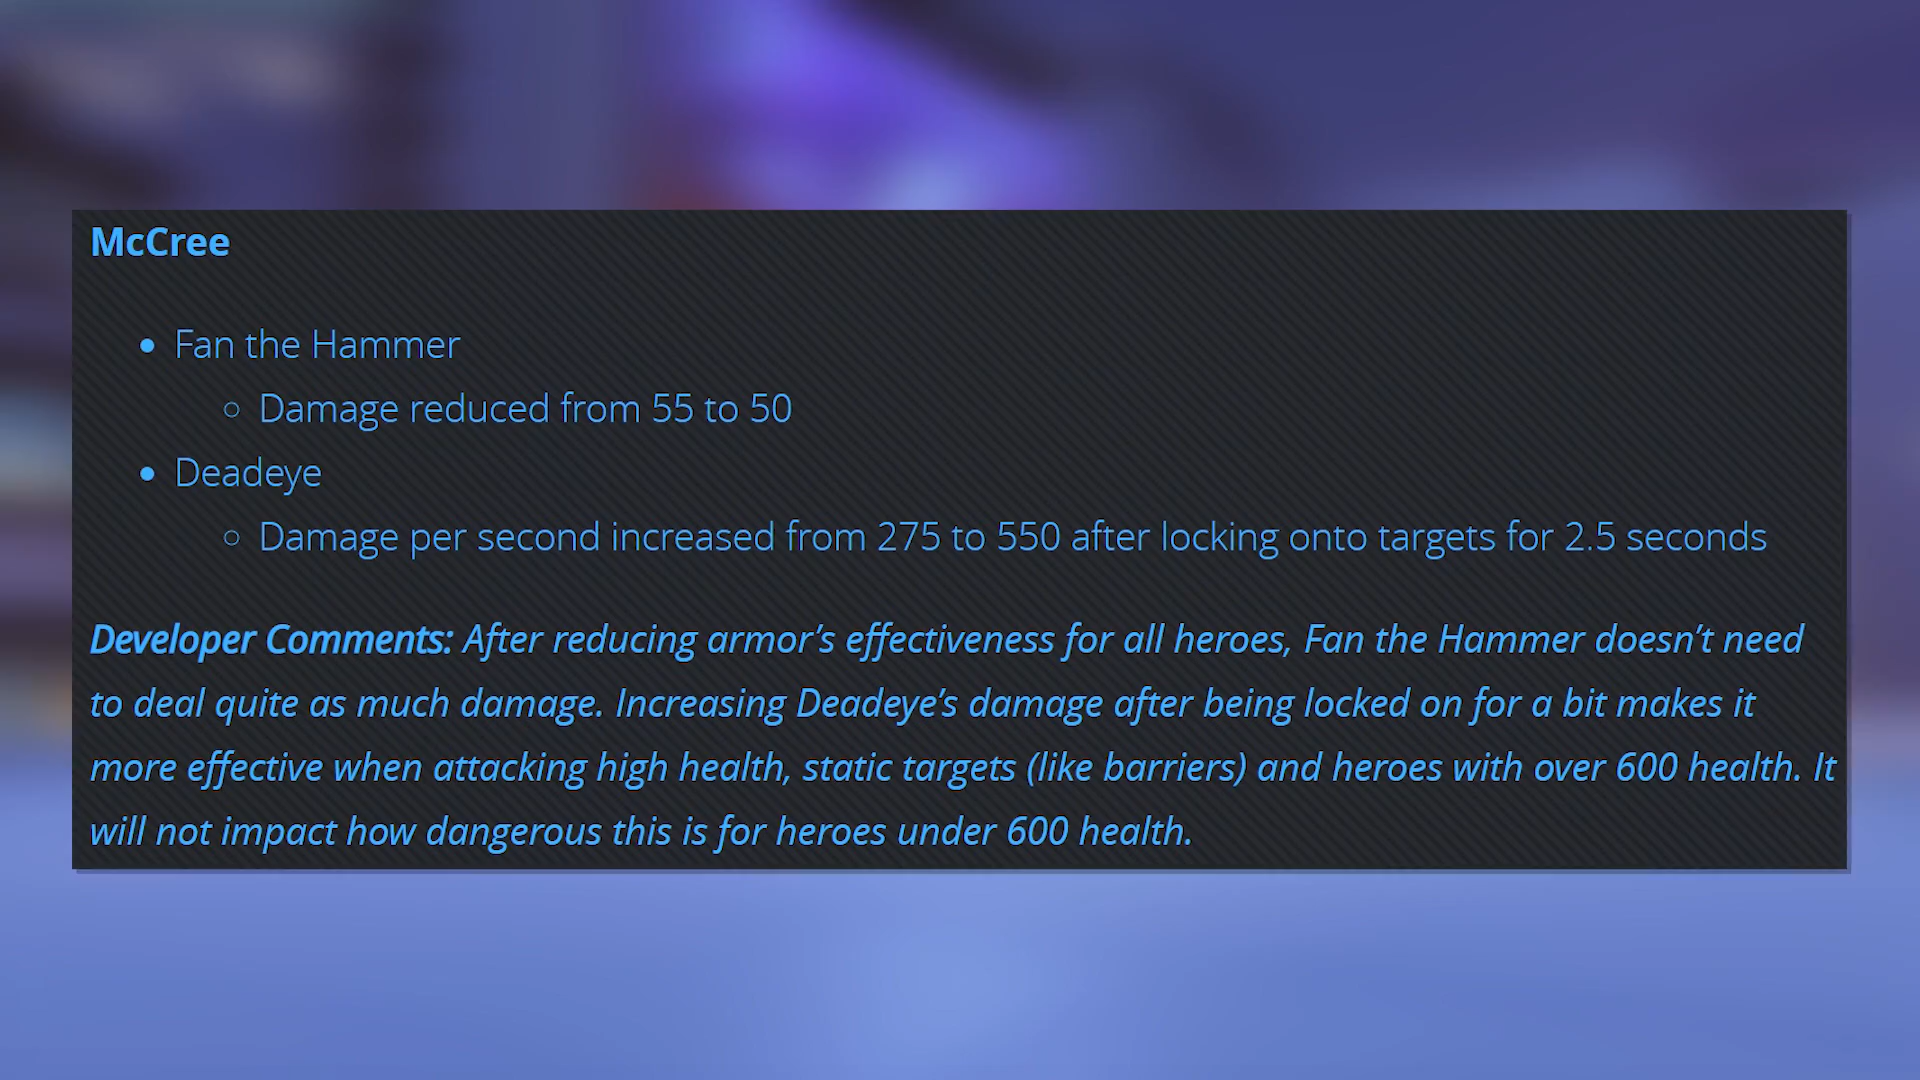 McCree
Fan the Hammer
Damage reduced from 55 to 50
Deadeye
Damage per second increased from 275 to 550 after locking onto targets for 2.5 seconds
Developer Comments: After reducing armor’s effectiveness for all heroes, Fan the Hammer doesn’t need
to deal quite as much damage. Increasing Deadeye’s damage after being locked on for a bit makes it
more effective when attacking high health, static targets (like barriers) and heroes with over 600 health. It
will not impact how dangerous this is for heroes under 600 health.